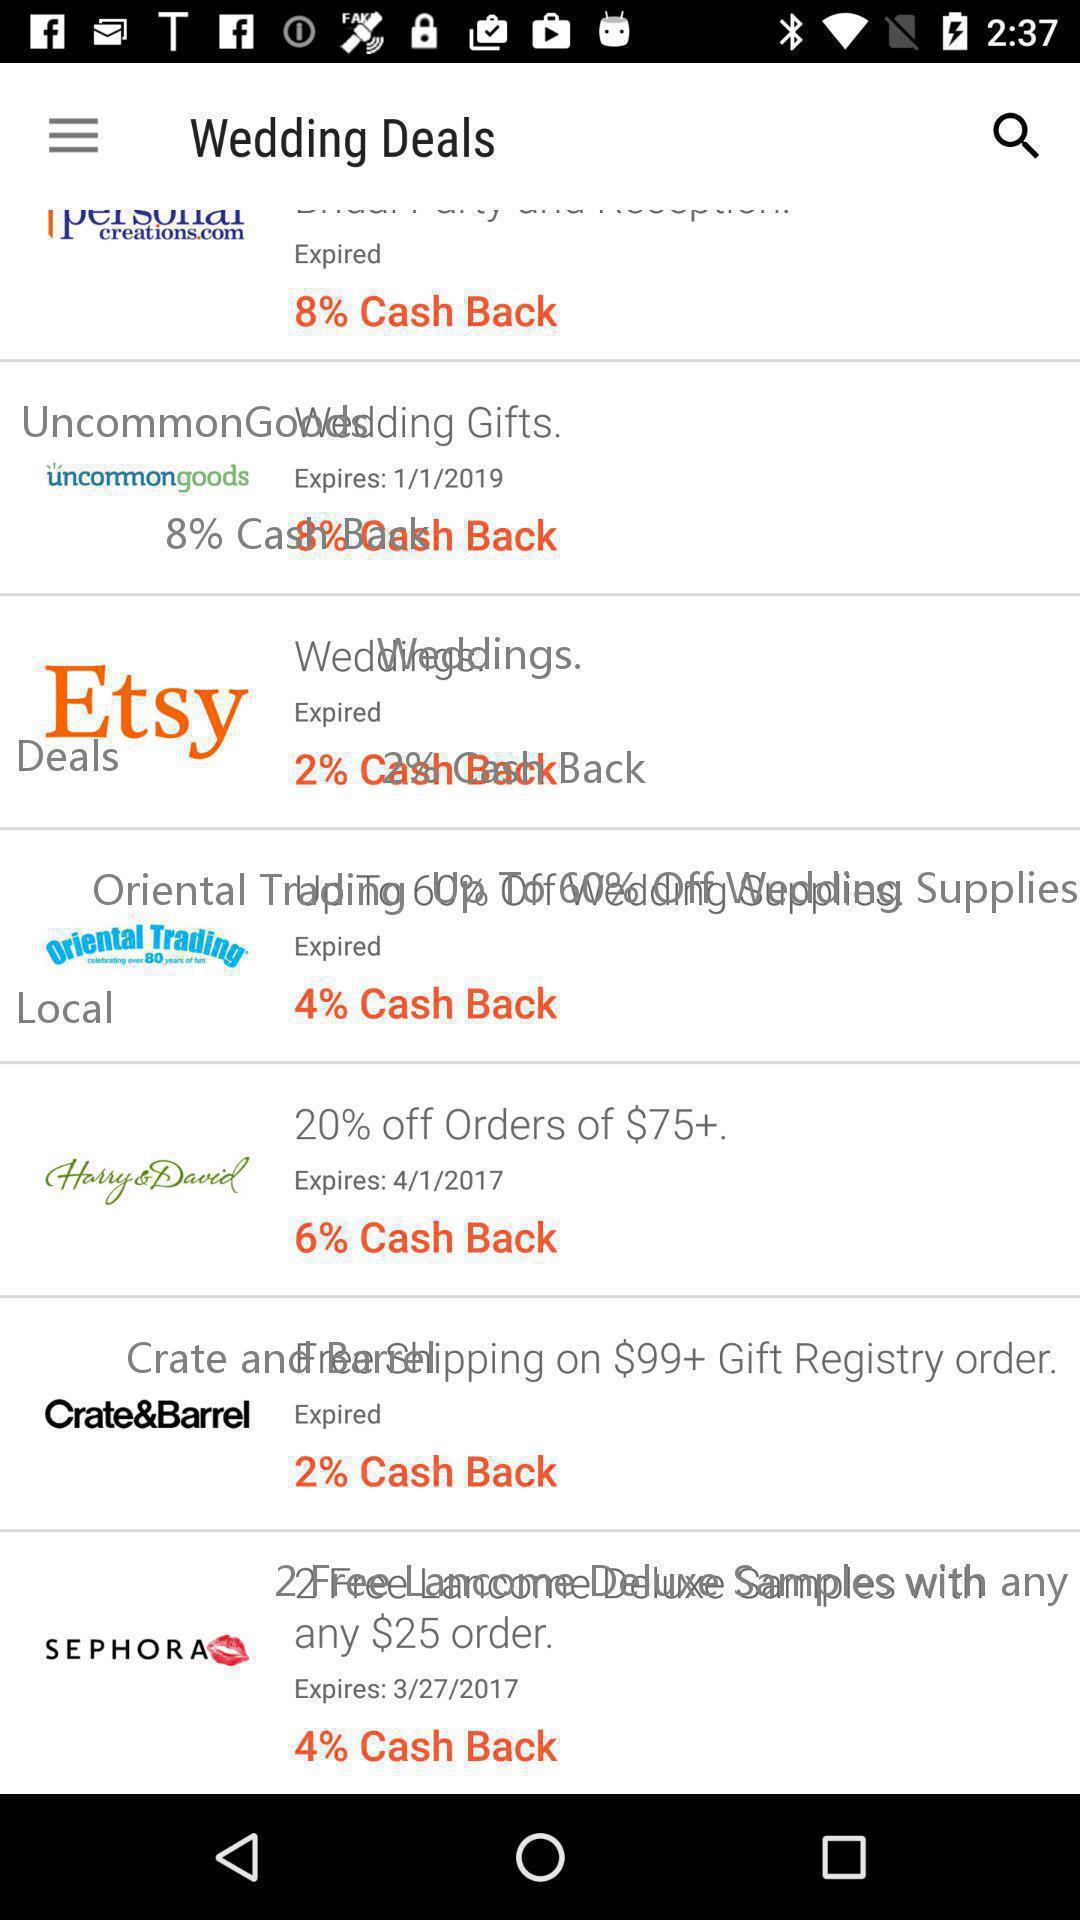 FAKE
2:37
Wedding Deals
personal
creations.com
Bridal Party and Reception.
Expired
8% Cash Back
UncommonGoods
Wedding Gifts.
uncommongoods
Expires: 1/1/2019
8% Cash Back
8% Cash Back
Weddings.
Weddings.
Etsy
Expired
Deals
2% Cash Back
2% Cash Back
Oriental Trading
Up To 60% Off Wedding Supplies.
Up To 60% Off Wedding Supplies
Oriental Trading
celebrating over 80 years of fun
Expired
Local
4% Cash Back
20% off Orders of $75+.
Harry & David
Expires: 4/1/2017
6% Cash Back
Crate and Barrel
Free Shipping on $99+ Gift Registry order.
Crate&Barrel
Expired
2% Cash Back
2 Free Lancome Deluxe Samples with any
2 Free Lancome Deluxe Samples with
any $25 order.
SEPHORA
Expires: 3/27/2017
4% Cash Back